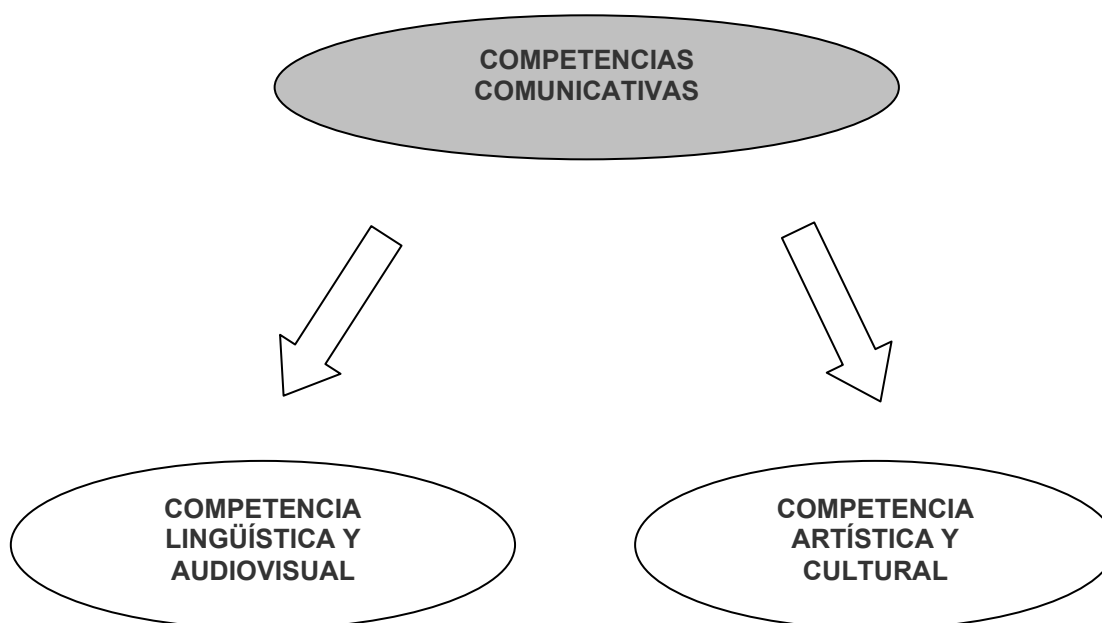 COMPETENCIAS
COMUNICATIVAS
COMPETENCIA
LINGÜÍSTICA Y
AUDIOVISUAL
COMPETENCIA
ARTÍSTICA Y
CULTURAL